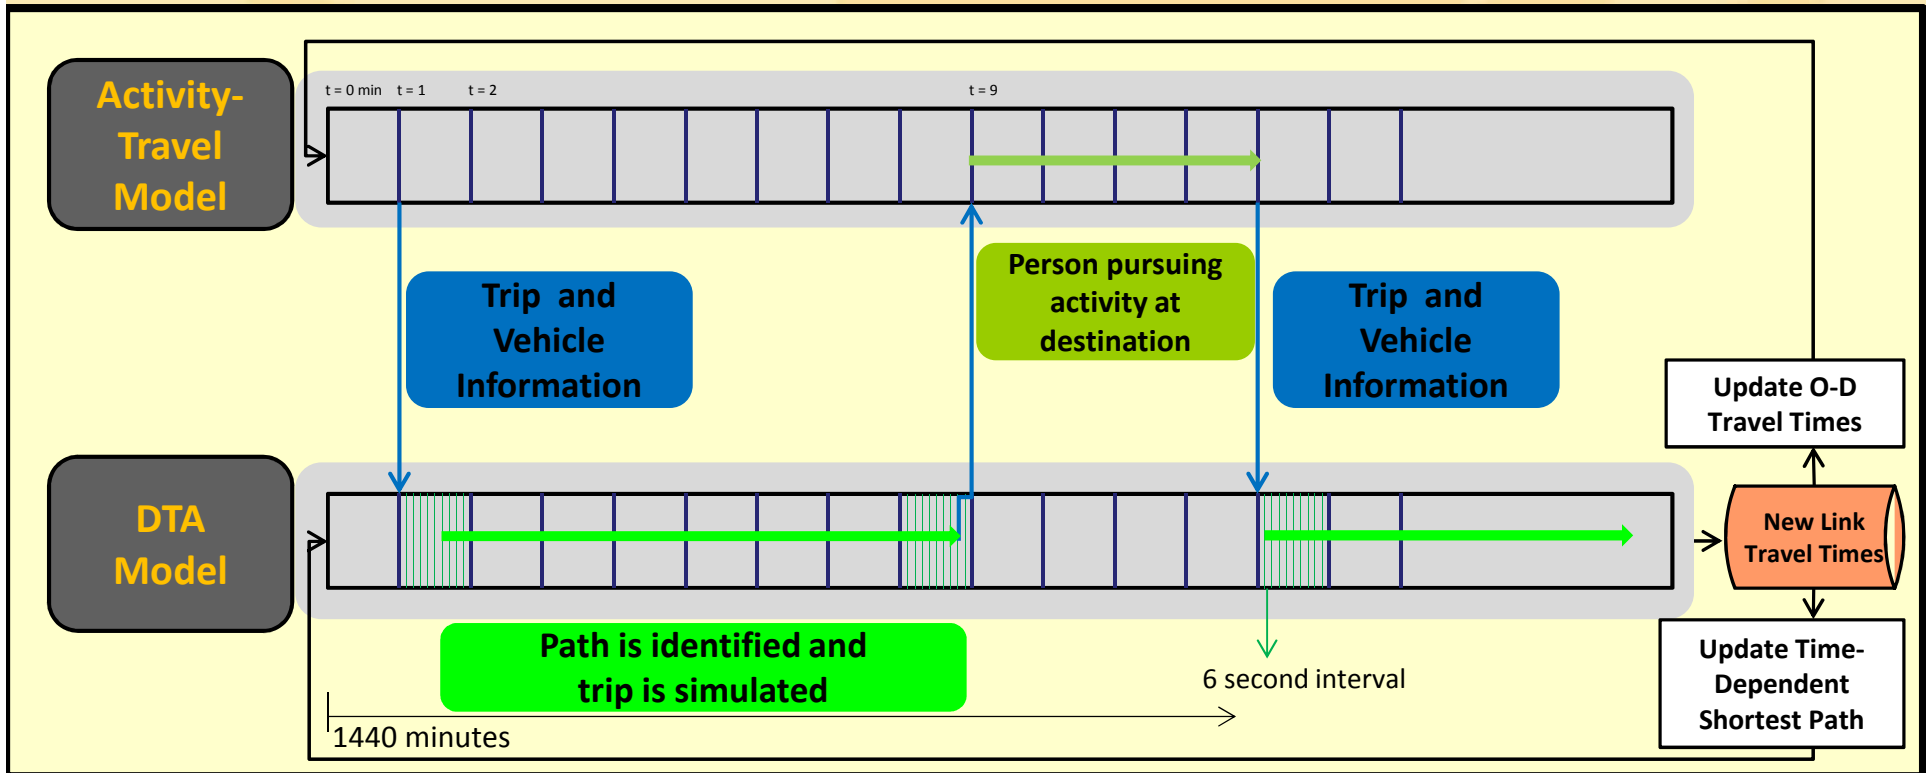 Activity-
Travel
Model
t = 0 min
t = 1
t = 2
t = 9
Trip and
Vehicle
Information
Person pursuing
activity at
destination
Trip and
Vehicle
Information
Update O-D
Travel Times
DTA
Model
New Link
Travel Times
Path is identified and
trip is simulated
6 second interval
1440 minutes
Update Time-
Dependent
Shortest Path